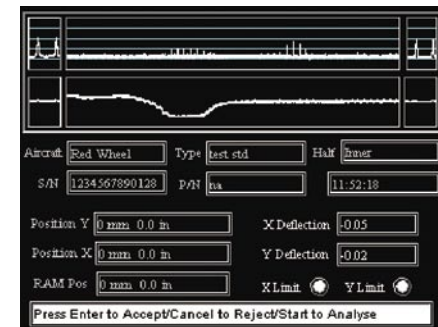 Aircraft Red Wheel Type test std Half Inner
S/N 1234567890128 P/N na 11:52:18
Position Y 0 mm 0.0 in X Deflection -0.05
Position X 0 mm 0.0 in Y Deflection -0.02
RAM Pos 0 mm 0.0 in X Limit Y Limit
Press Enter to Accept/Cancel to Reject/Start to Analyse